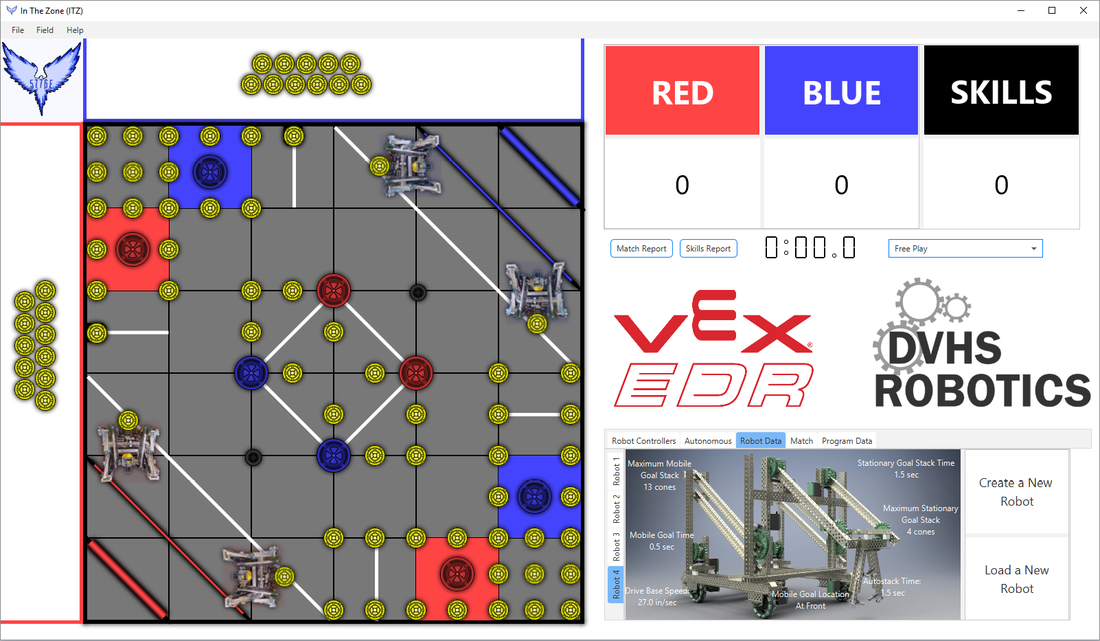 In The Zone (ITZ)
File Field Help
5776E
RED BLUE SKILLS
0 0 0
Match Report Skills Report 0:00.0 Free Play
VEX
EDR
DVHS
ROBOTICS
Robot Controllers Autonomous Robot Data Match Program Data
Robot 1
Robot 2
Robot 3
Robot 4
Maximum Mobile
Goal Stack
13 cones
Stationary Goal Stack Time
1.5 sec
Maximum Stationary
Goal Stack
4 cones
Mobile Goal Time
0.5 sec
Autostack Time:
1.5 sec
Drive Base Speed
27.0 in/sec
Mobile Goal Location
At Front
Create a New
Robot
Load a New
Robot